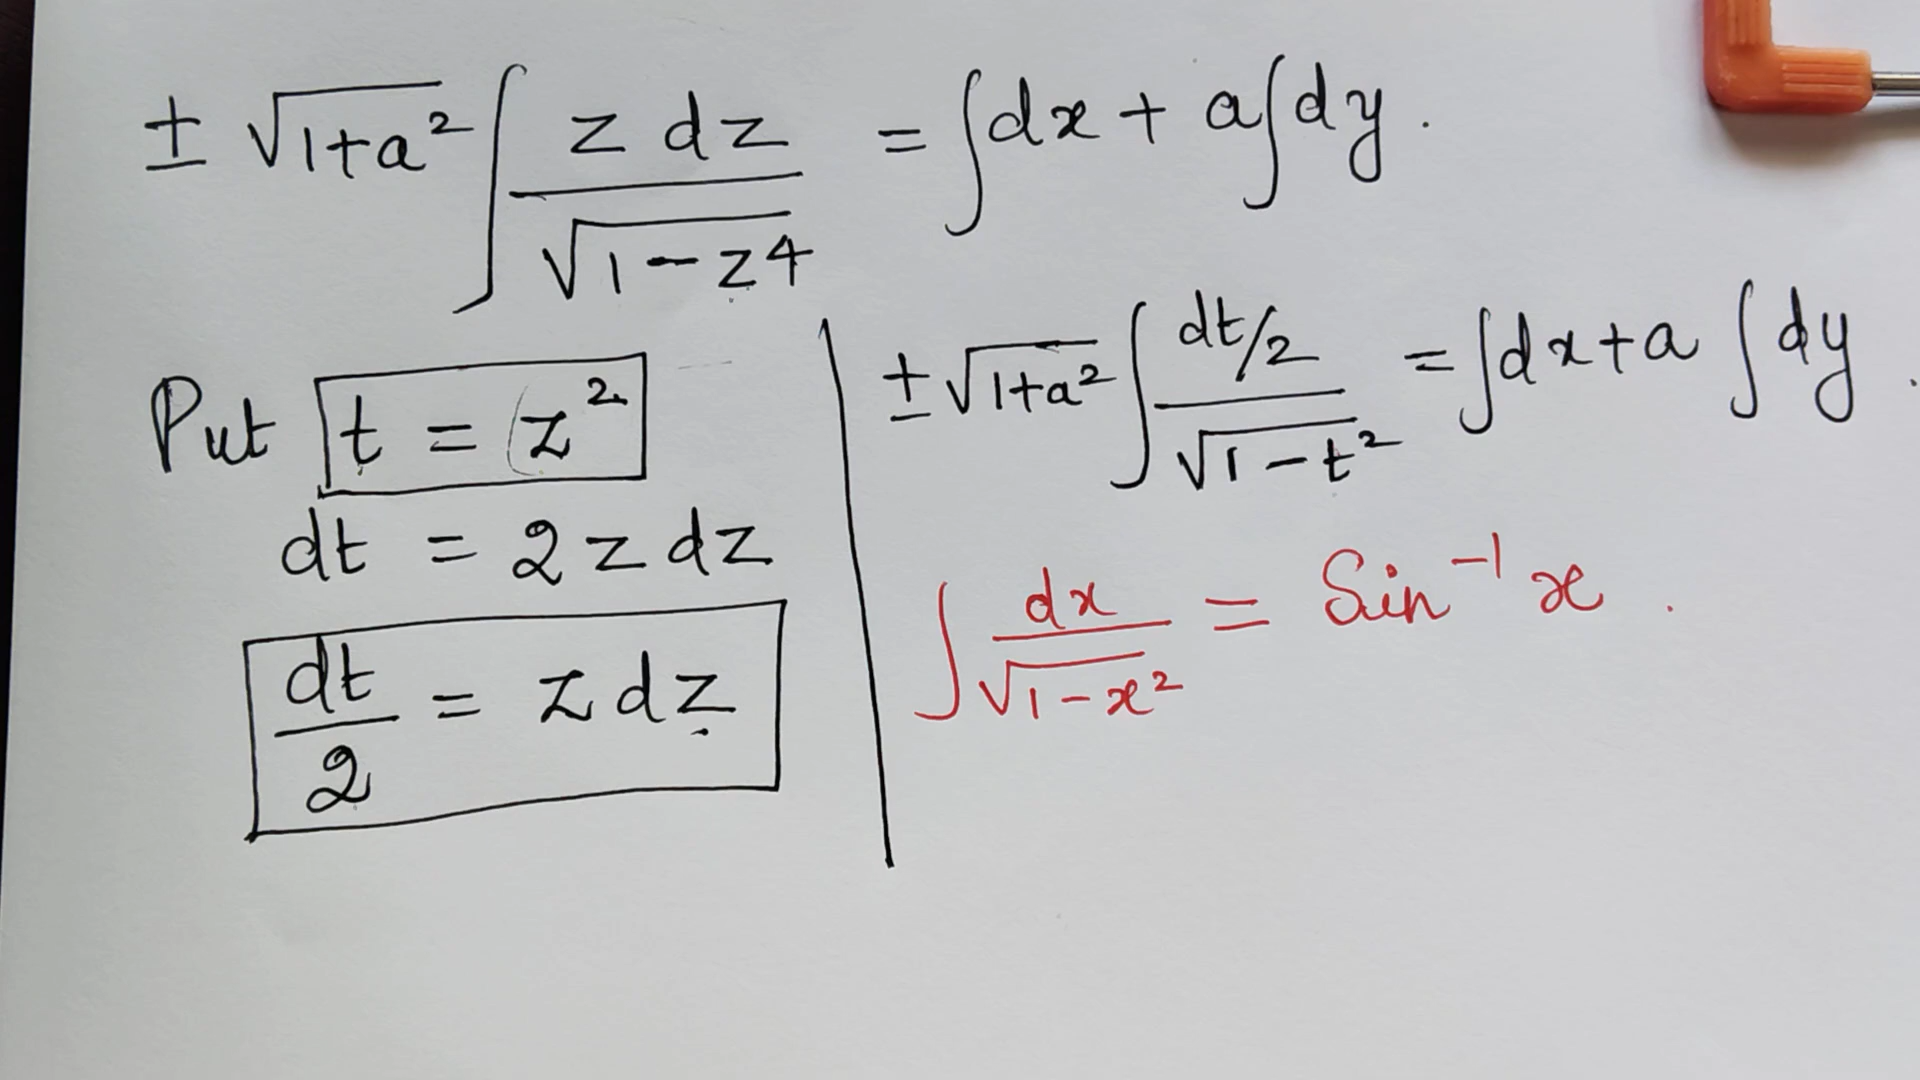 ± √1+a² ∫ z dz / √1-z4 = ∫dx + a∫dy.
Put t = z²
dt = 2 z dz
dt / 2 = z dz
± √1+a² ∫ dt/2 / √1-t² = ∫dx + a ∫dy.
∫ dx / √1-x² = Sin⁻¹ x.